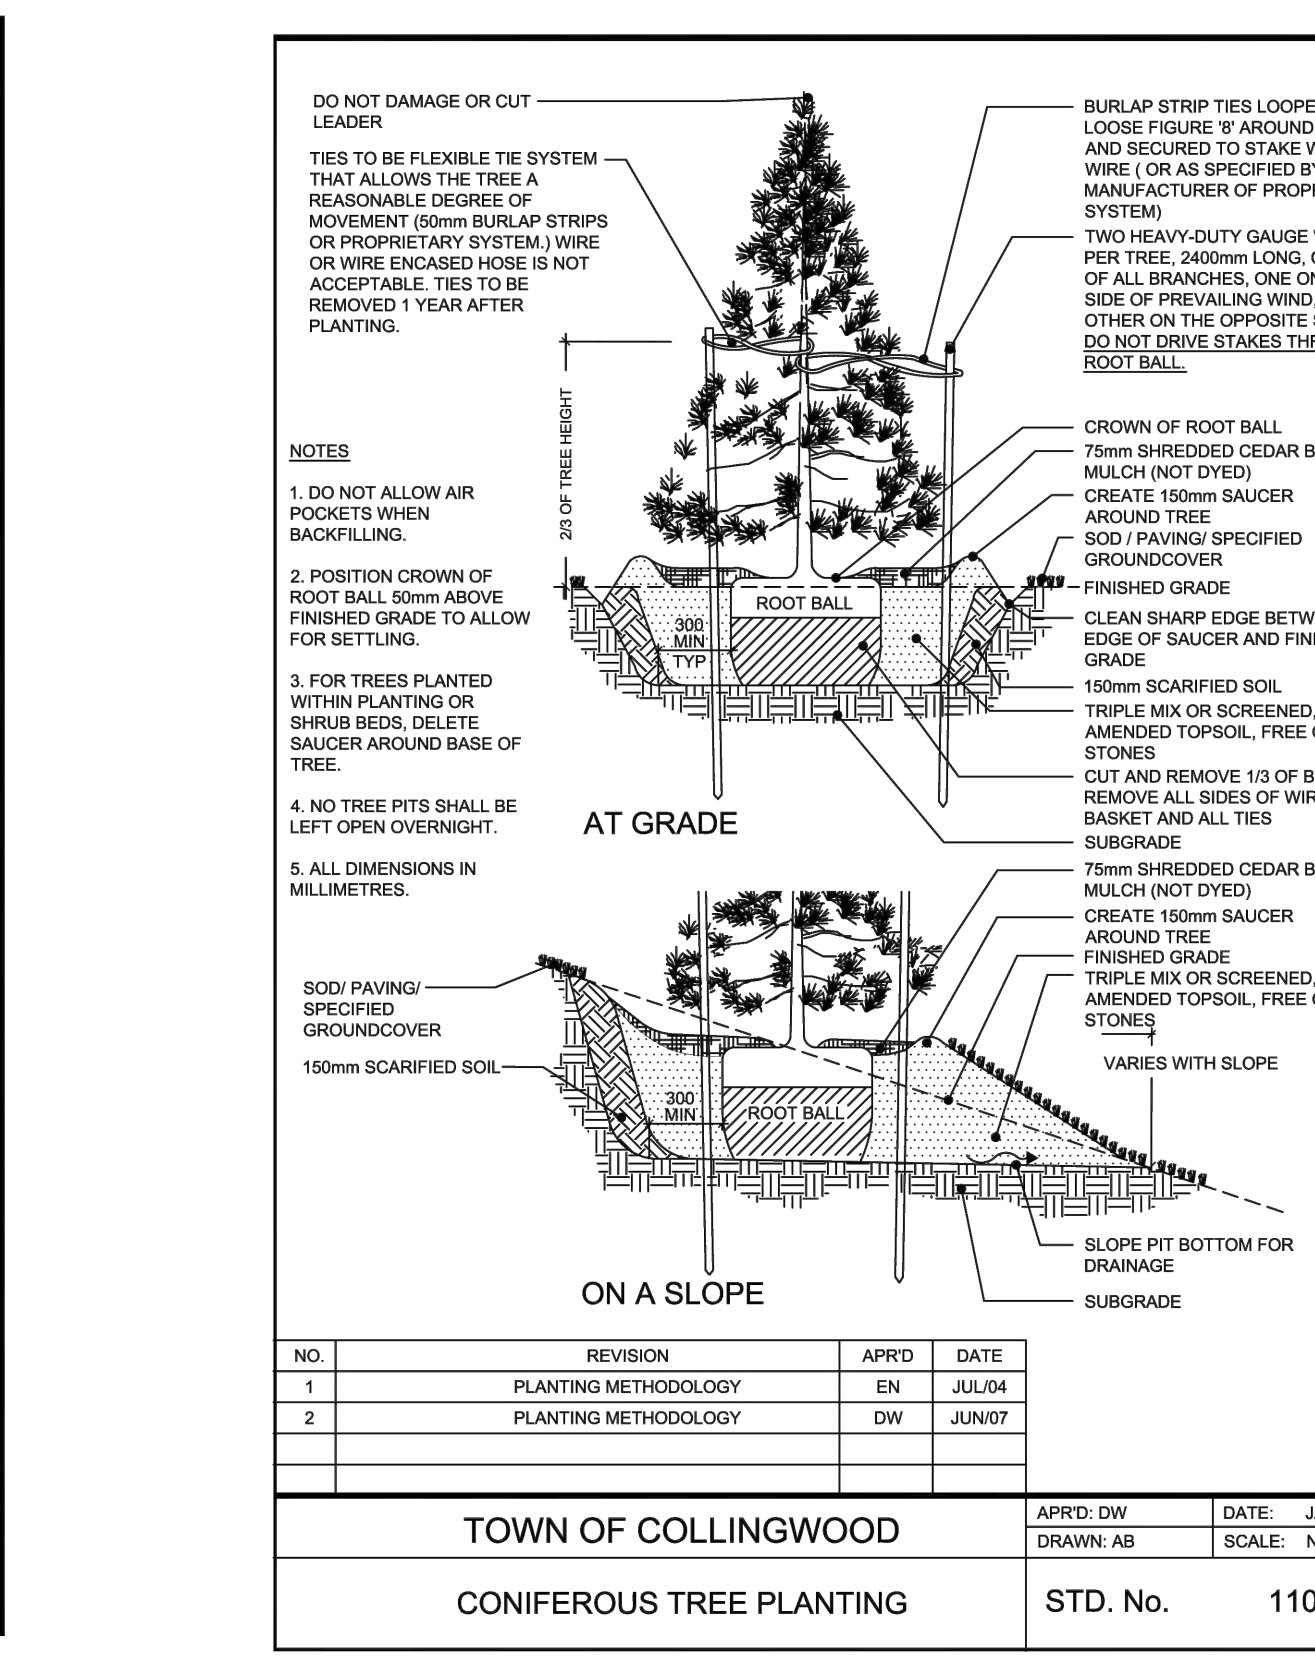 DO NOT DAMAGE OR CUT
LEADER
TIES TO BE FLEXIBLE TIE SYSTEM
THAT ALLOWS THE TREE A
REASONABLE DEGREE OF
MOVEMENT (50mm BURLAP STRIPS
OR PROPRIETARY SYSTEM.) WIRE
OR WIRE ENCASED HOSE IS NOT
ACCEPTABLE. TIES TO BE
REMOVED 1 YEAR AFTER
PLANTING.
2/3 OF TREE HEIGHT
NOTES
1. DO NOT ALLOW AIR
POCKETS WHEN
BACKFILLING.
2. POSITION CROWN OF
ROOT BALL 50mm ABOVE
FINISHED GRADE TO ALLOW
FOR SETTLING.
3. FOR TREES PLANTED
WITHIN PLANTING OR
SHRUB BEDS, DELETE
SAUCER AROUND BASE OF
TREE.
4. NO TREE PITS SHALL BE
LEFT OPEN OVERNIGHT.
5. ALL DIMENSIONS IN
MILLIMETRES.
BURLAP STRIP TIES
LOOSE FIGURE '8' AROUND
AND SECURED TO STAKE
WIRE ( OR AS SPECIFIED
MANUFACTURER OF
SYSTEM)
TWO HEAVY-DUTY GAUGE
PER TREE, 2400mm LONG,
OF ALL BRANCHES, ONE
SIDE OF PREVAILING WIND,
OTHER ON THE OPPOSITE
DO NOT DRIVE STAKES
ROOT BALL.
CROWN OF ROOT BALL
75mm SHREDDED CEDAR
MULCH (NOT DYED)
CREATE 150mm SAUCER
AROUND TREE
SOD / PAVING/ SPECIFIED
GROUNDCOVER
FINISHED GRADE
CLEAN SHARP EDGE
EDGE OF SAUCER AND
GRADE
150mm SCARIFIED SOIL
TRIPLE MIX OR SCREENED,
AMENDED TOPSOIL, FREE
STONES
CUT AND REMOVE 1/3 OF
REMOVE ALL SIDES OF
BASKET AND ALL TIES
SUBGRADE
ROOT BALL
300
MIN
TYP
AT GRADE
75mm SHREDDED CEDAR
MULCH (NOT DYED)
CREATE 150mm SAUCER
AROUND TREE
FINISHED GRADE
TRIPLE MIX OR SCREENED,
AMENDED TOPSOIL, FREE
STONES
VARIES WITH SLOPE
SOD/ PAVING/
SPECIFIED
GROUNDCOVER
150mm SCARIFIED SOIL
300
MIN
ROOT BALL
SLOPE PIT BOTTOM FOR
DRAINAGE
SUBGRADE
ON A SLOPE
NO. REVISION APR'D DATE
1 PLANTING METHODOLOGY EN JUL/04
2 PLANTING METHODOLOGY DW JUN/07
TOWN OF COLLINGWOOD
CONIFEROUS TREE PLANTING
APR'D: DW DATE:
DRAWN: AB SCALE:
STD. No. 110